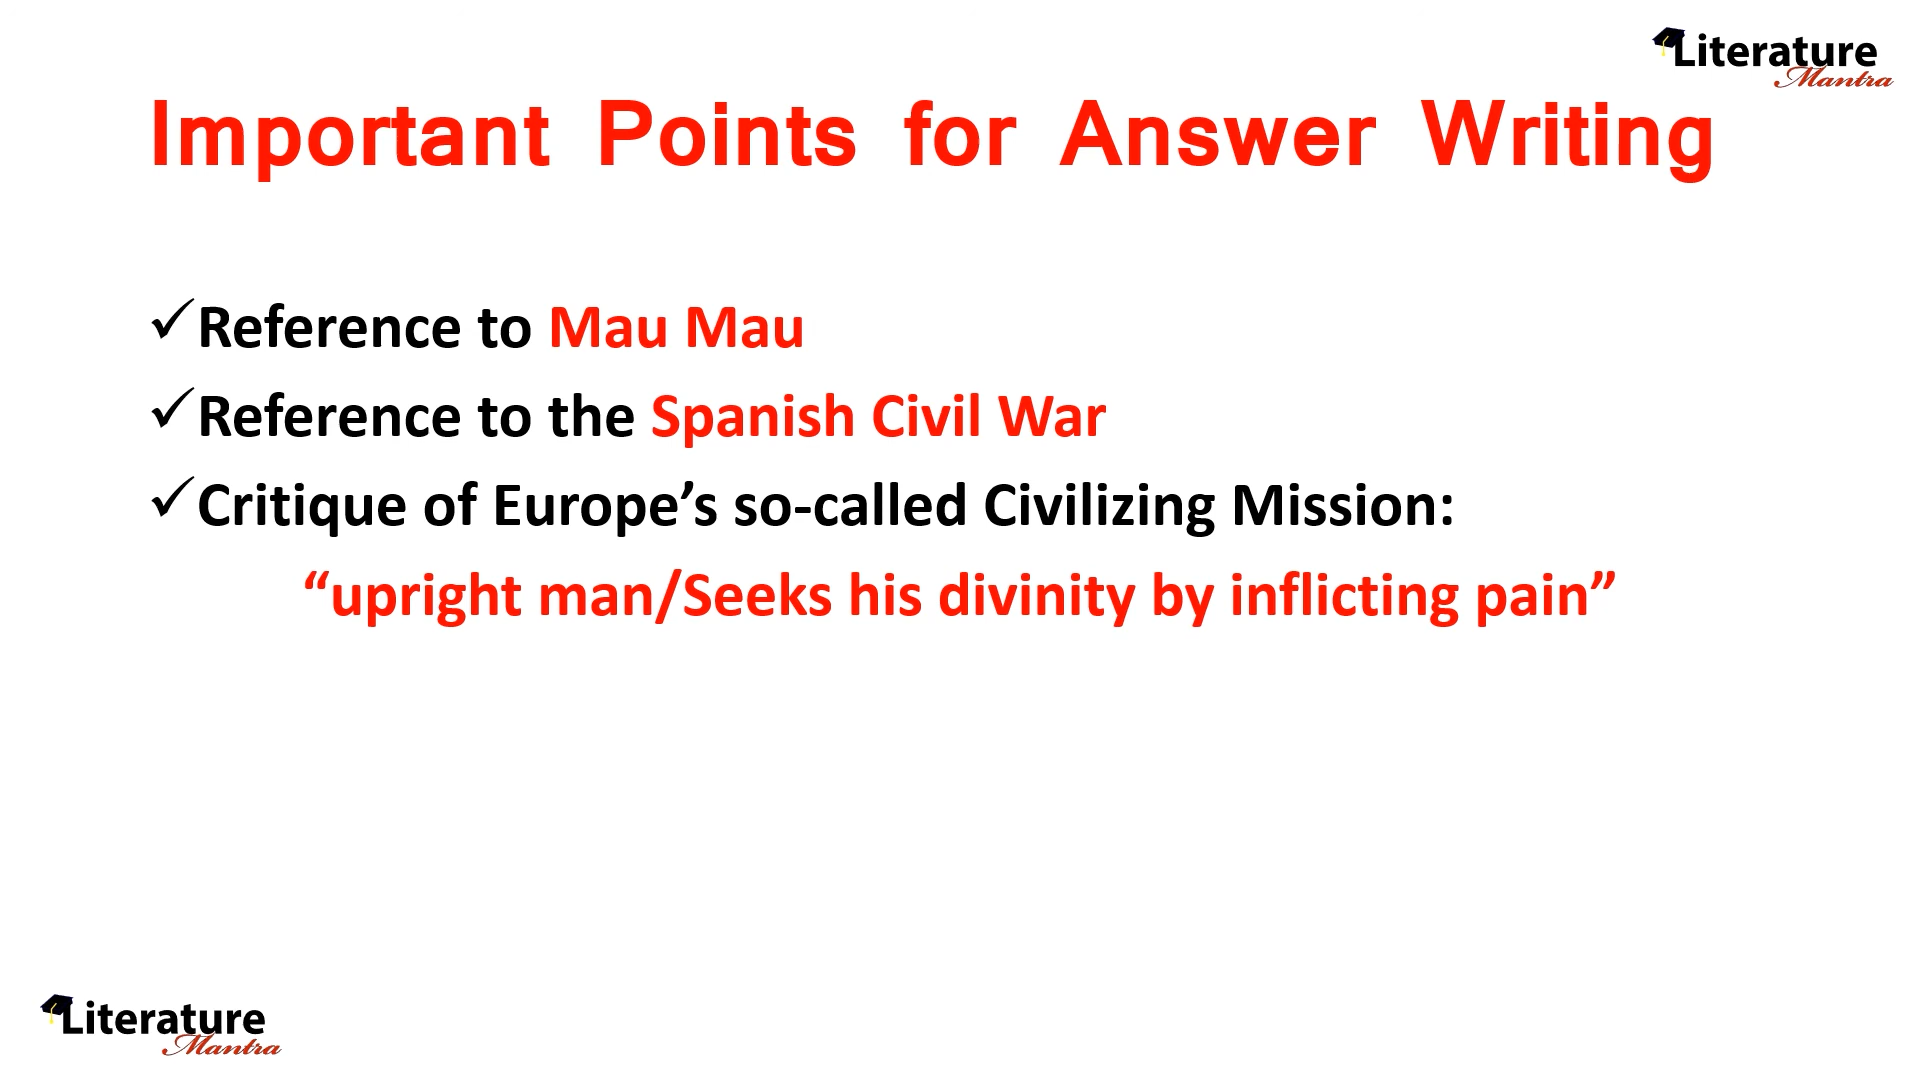 Literature
Mantra
Important Points for Answer Writing
✓Reference to Mau Mau
✓Reference to the Spanish Civil War
✓Critique of Europe’s so-called Civilizing Mission:
“upright man/Seeks his divinity by inflicting pain”
Literature
Mantra